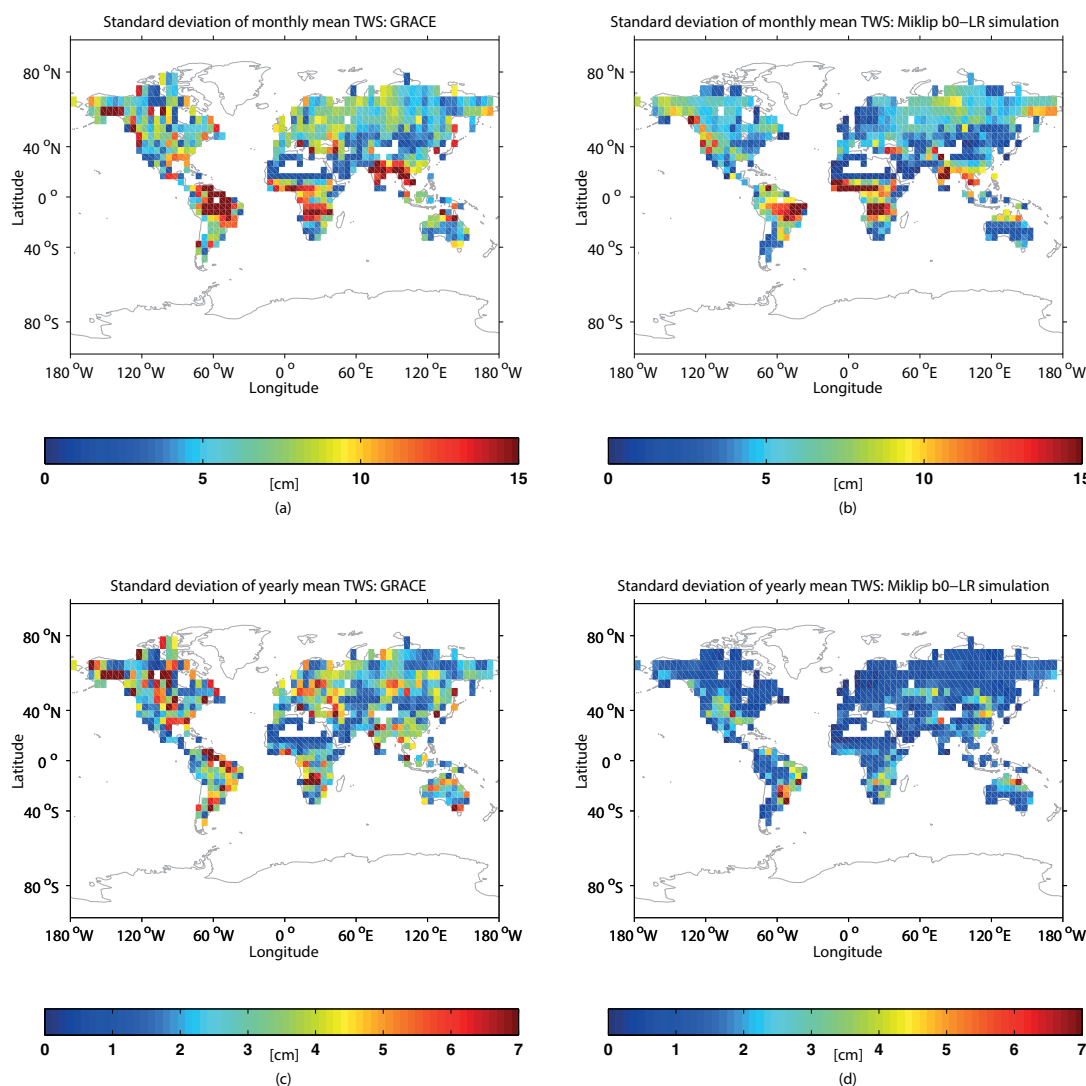 Standard deviation of monthly mean TWS: GRACE
80 °N
40 °N
0 °
40 °S
80 °S
Latitude
180 °W 120 °W 60 °W 0 ° 60 °E 120 °E 180 °W
Longitude
0 5 10 15
[cm]
(a)
Standard deviation of monthly mean TWS: Miklip b0−LR simulation
80 °N
40 °N
0 °
40 °S
80 °S
Latitude
180 °W 120 °W 60 °W 0 ° 60 °E 120 °E 180 °W
Longitude
0 5 10 15
[cm]
(b)
Standard deviation of yearly mean TWS: GRACE
80 °N
40 °N
0 °
40 °S
80 °S
Latitude
180 °W 120 °W 60 °W 0 ° 60 °E 120 °E 180 °W
Longitude
0 1 2 3 4 5 6 7
[cm]
(c)
Standard deviation of yearly mean TWS: Miklip b0−LR simulation
80 °N
40 °N
0 °
40 °S
80 °S
Latitude
180 °W 120 °W 60 °W 0 ° 60 °E 120 °E 180 °W
Longitude
0 1 2 3 4 5 6 7
[cm]
(d)